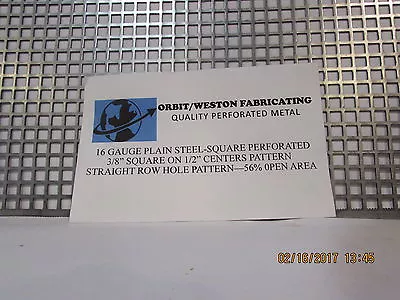 ORBIT/WESTON FABRICATING
QUALITY PERFORATED METAL
16 GAUGE PLAIN STEEL-SQUARE PERFORATED
3/8" SQUARE ON 1/2" CENTERS PATTERN
STRAIGHT ROW HOLE PATTERN—56% 0PEN AREA
02/16/2017 13:45